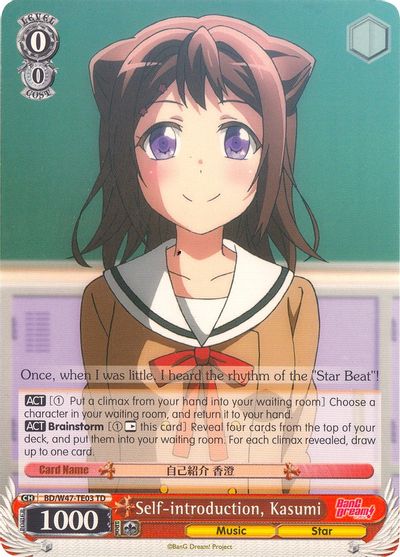 LEVEL
0
0
COST
Once, when I was little, I heard the rhythm of the "Star Beat"!
ACT [① Put a climax from your hand into your waiting room] Choose a
character in your waiting room, and return it to your hand.
ACT Brainstorm [① this card] Reveal four cards from the top of
your deck, and put them into your waiting room. For each climax revealed, draw
up to one card.
Card Name 自己紹介 香澄
CH BD/W47-TE03 TD
1000
Self-introduction, Kasumi
BanG Dream!
Music Star
©BanG Dream! Project